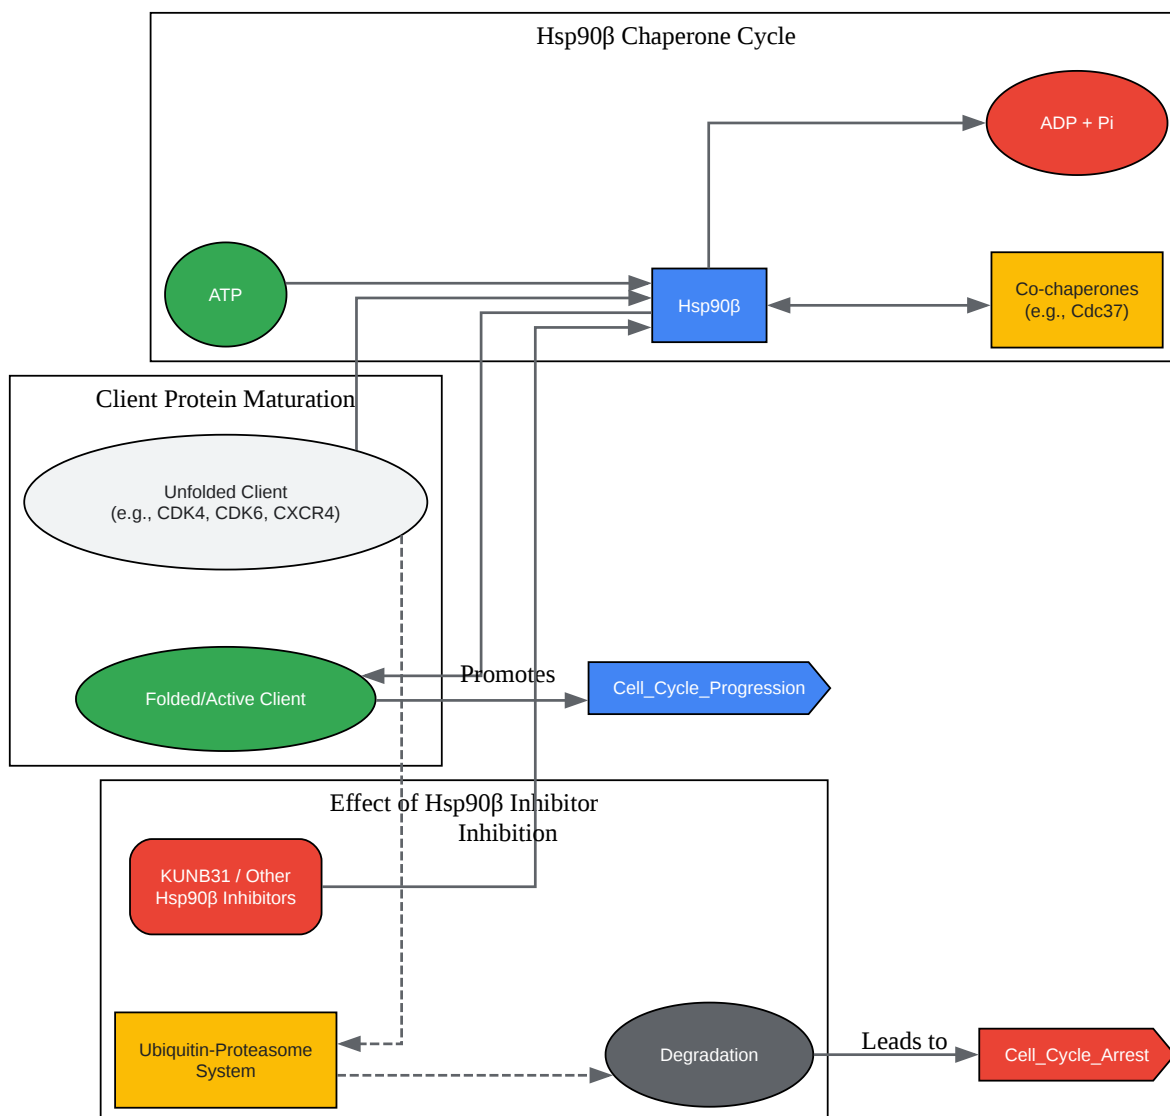 Hsp90β Chaperone Cycle
ADP + Pi
ATP
Hsp90β
Co-chaperones
(e.g., Cdc37)
Client Protein Maturation
Unfolded Client
(e.g., CDK4, CDK6, CXCR4)
Folded/Active Client
Promotes
Cell_Cycle_Progression
Effect of Hsp90β Inhibitor
Inhibition
KUNB31 / Other
Hsp90β Inhibitors
Ubiquitin-Proteasome
System
Degradation
Leads to
Cell_Cycle_Arrest